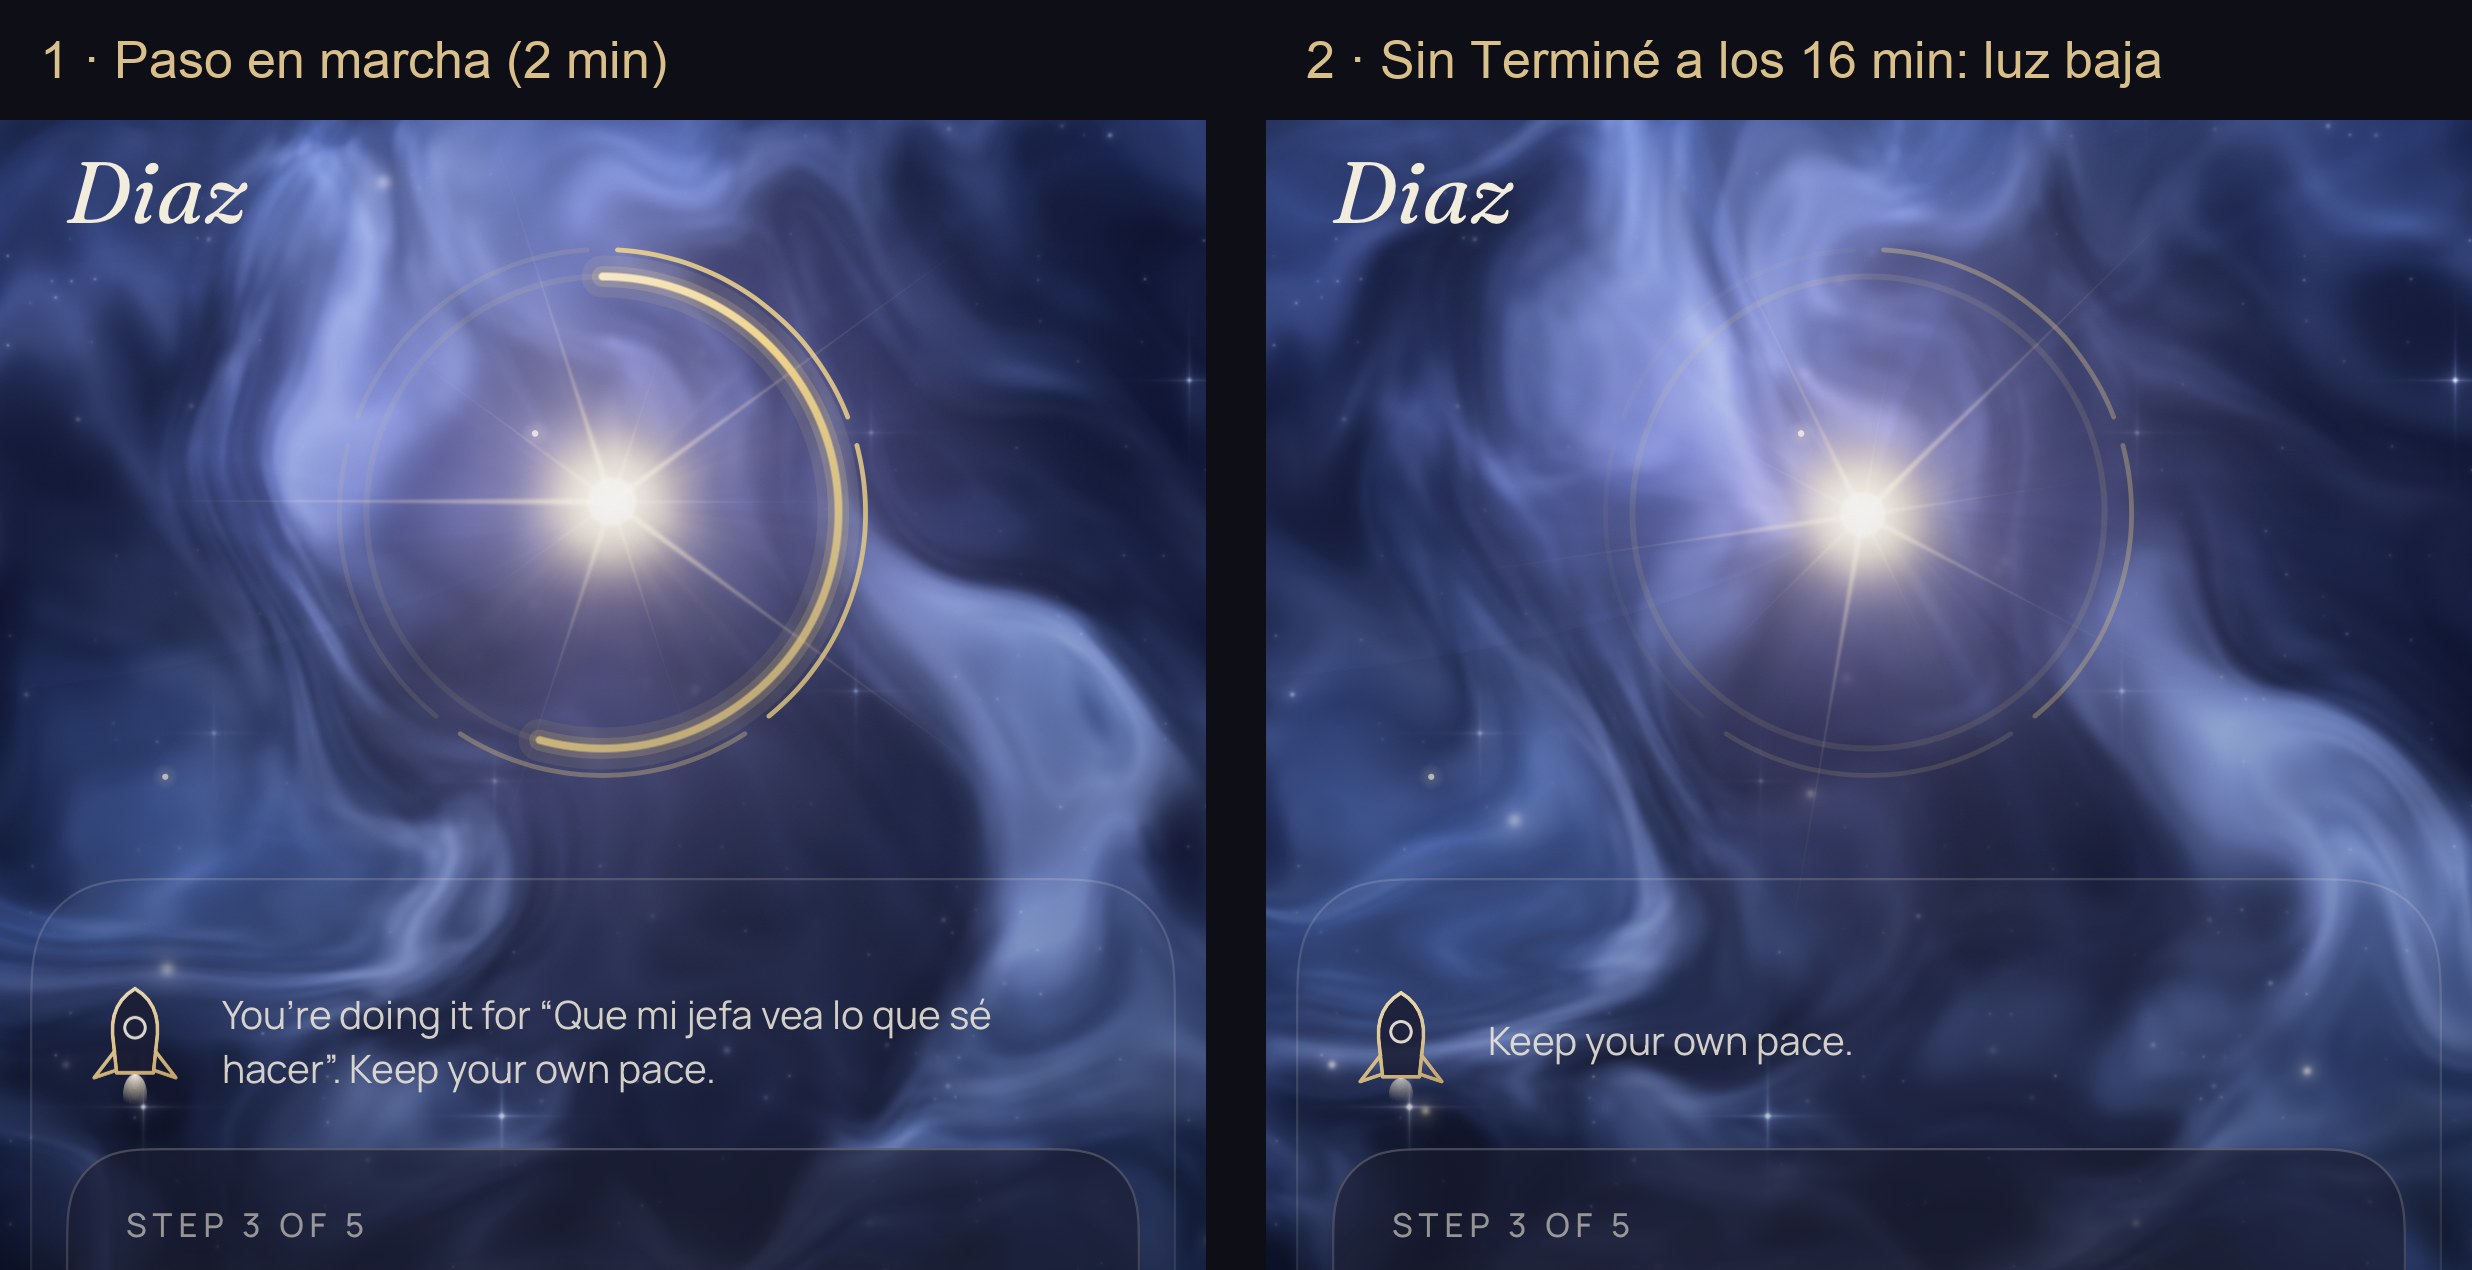 1 · Paso en marcha (2 min)
Diaz
You’re doing it for “Que mi jefa vea lo que sé
hacer”. Keep your own pace.
STEP 3 OF 5
2 · Sin Terminé a los 16 min: luz baja
Diaz
Keep your own pace.
STEP 3 OF 5